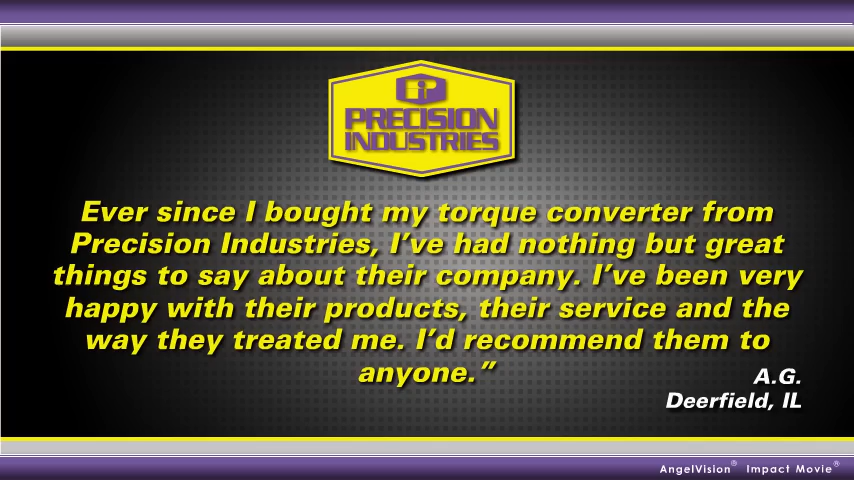 PRECISION
INDUSTRIES
Ever since I bought my torque converter from
Precision Industries, I’ve had nothing but great
things to say about their company. I’ve been very
happy with their products, their service and the
way they treated me. I’d recommend them to
anyone.”
A.G.
Deerfield, IL
AngelVision® Impact Movie®